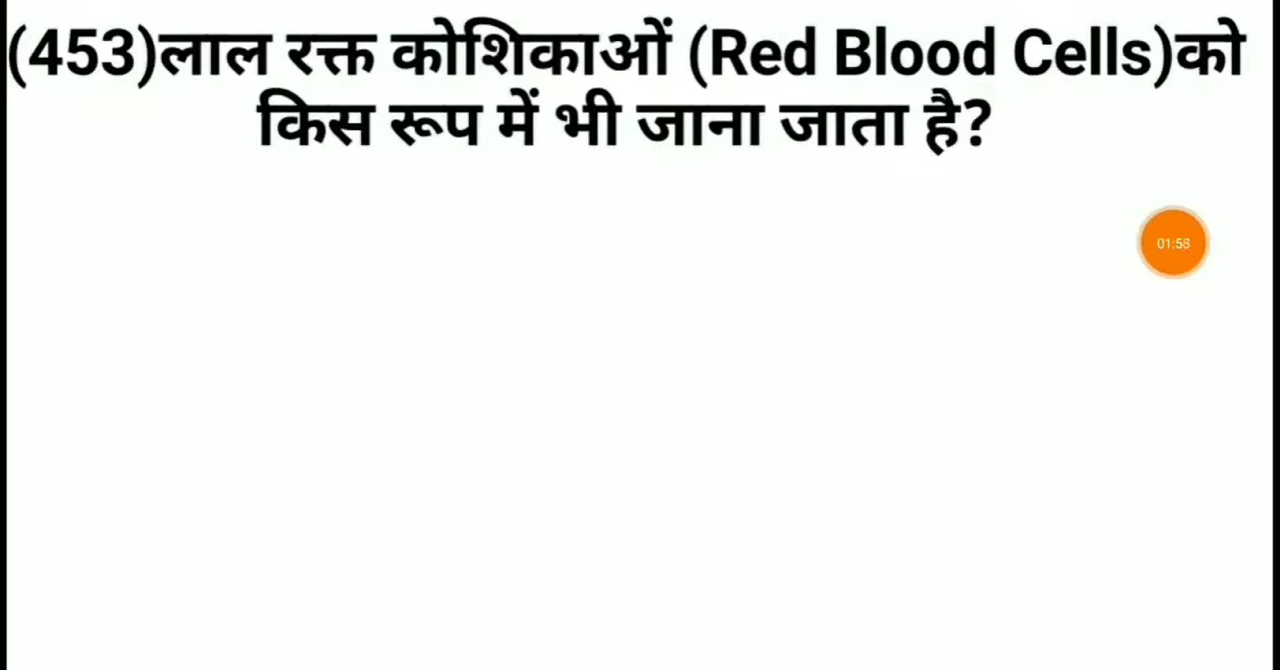 (453)लाल रक्त कोशिकाओं (Red Blood Cells)को
किस रूप में भी जाना जाता है?
01:58